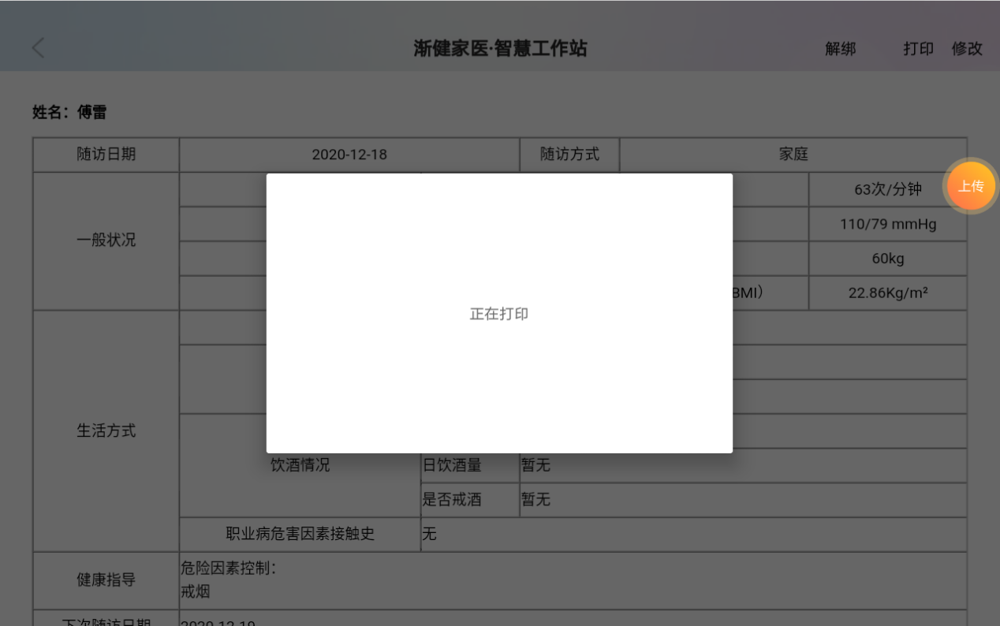 渐健家医·智慧工作站
解绑 打印 修改
姓名：傅雷
随访日期 2020-12-18 随访方式 家庭
上传
一般状况
63次/分钟
110/79 mmHg
60kg
BMI） 22.86Kg/m²
正在打印
生活方式
饮酒情况
日饮酒量 暂无
是否戒酒 暂无
职业病危害因素接触史 无
健康指导
危险因素控制：
戒烟
下次随访日期 2020-12-19